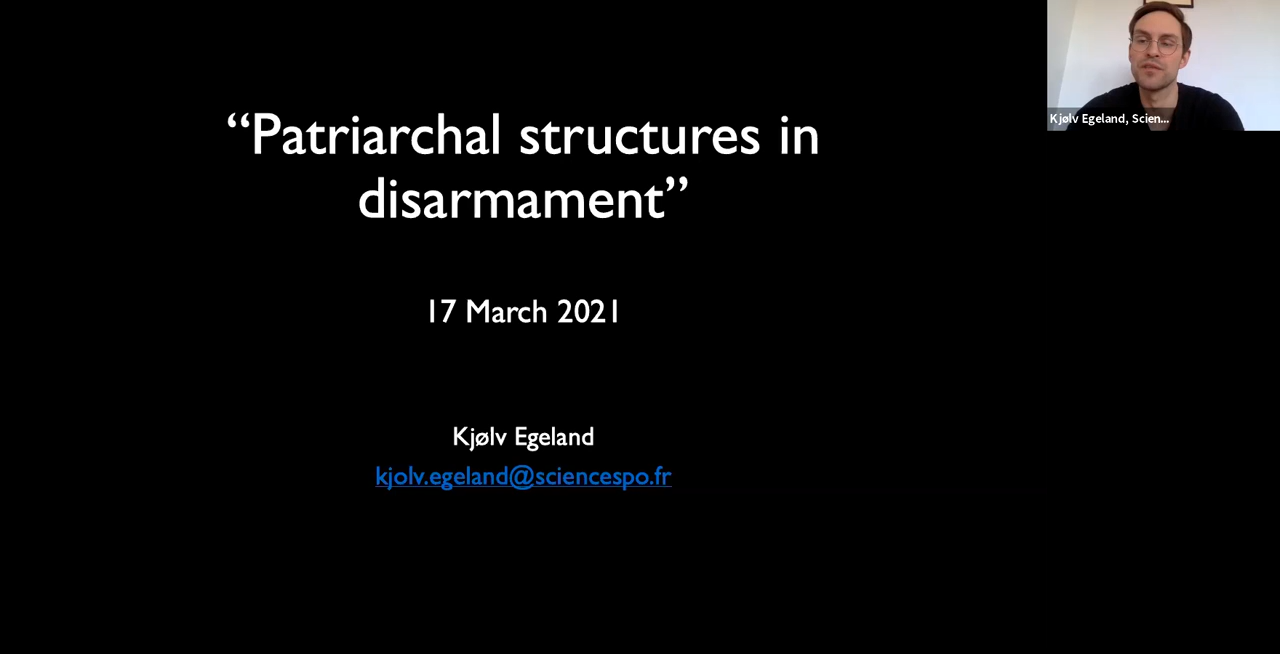 “Patriarchal structures in
disarmament”
17 March 2021
Kjølv Egeland
kjolv.egeland@sciencespo.fr
Kjølv Egeland, Scien...